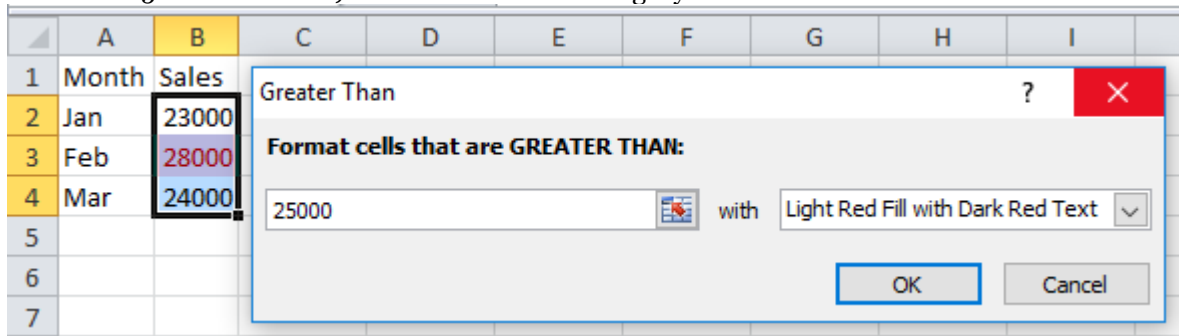 A B C D E F G H I
1 Month Sales
2 Jan 23000
3 Feb 28000
4 Mar 24000
5
6
7
Greater Than ?
Format cells that are GREATER THAN:
25000 with Light Red Fill with Dark Red Text
OK Cancel